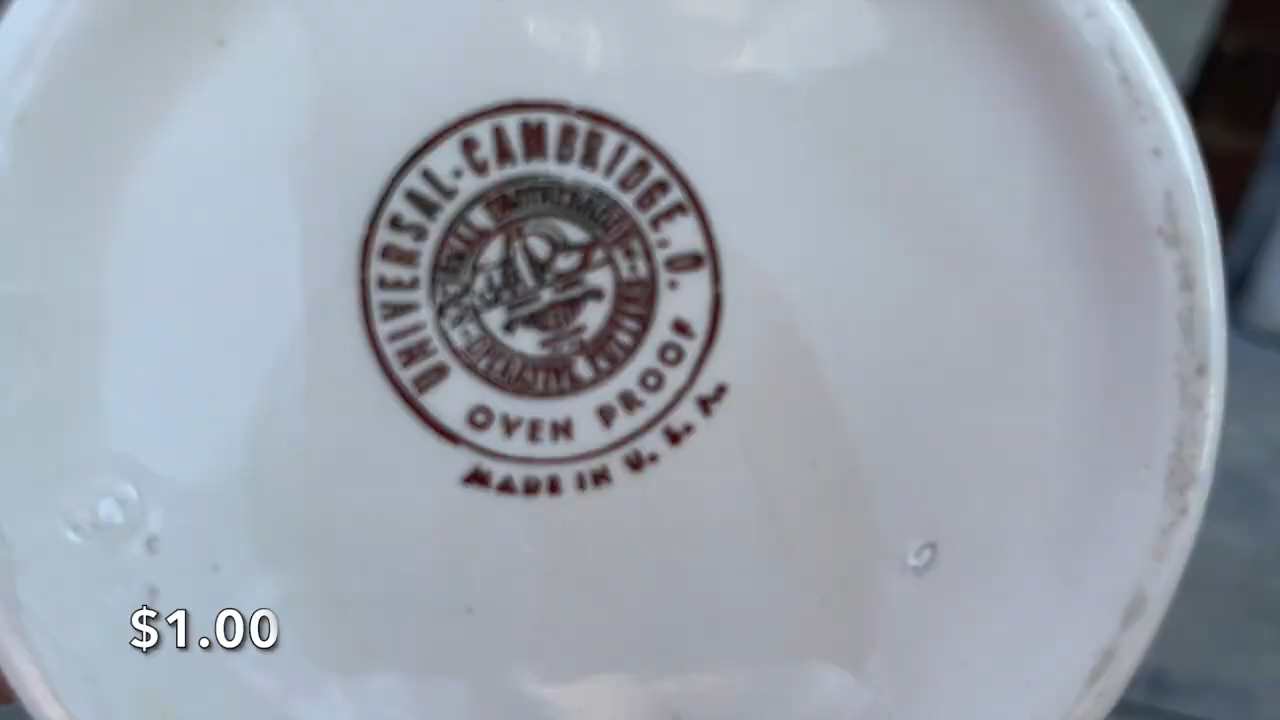 UNIVERSAL-CAMBRIDGE, O.
OVEN PROOF
MADE IN U. S. A.
$1.00